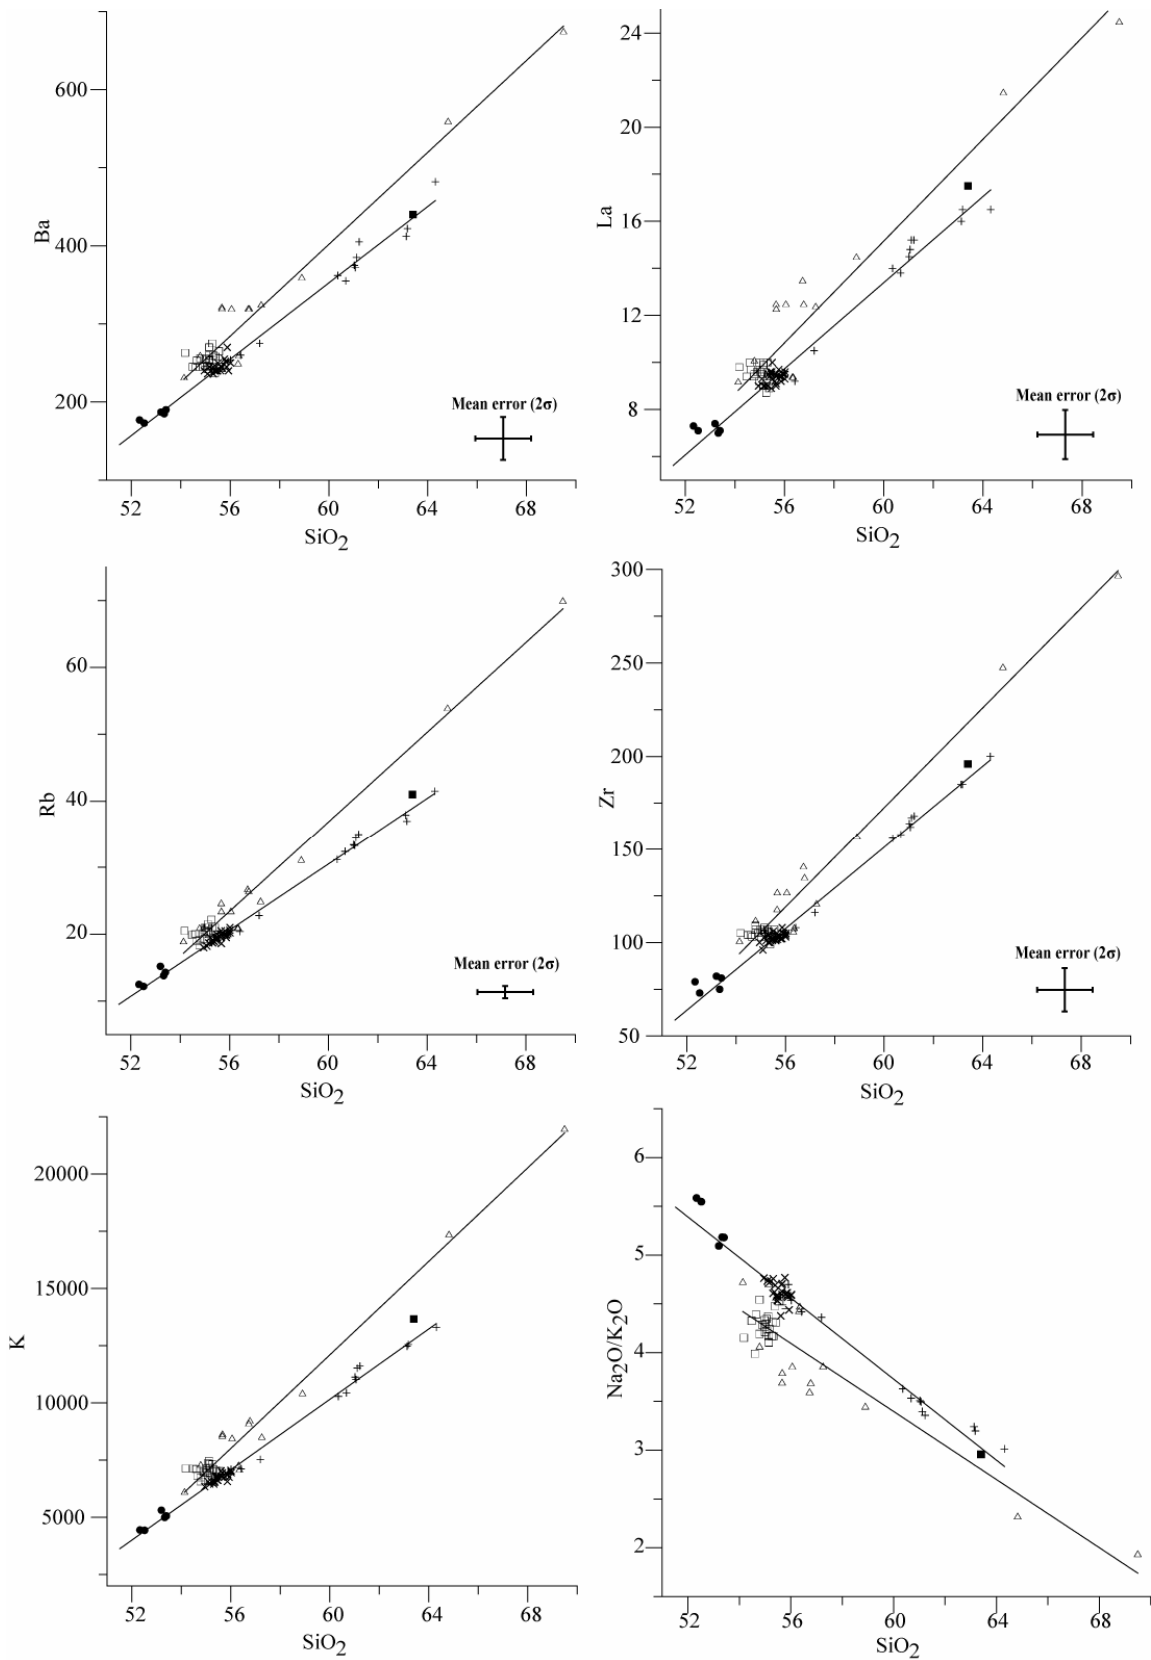 Ba
600
400
200
Mean error (2σ)
52 56 60 64 68
SiO2
La
24
20
16
12
8
Mean error (2σ)
52 56 60 64 68
SiO2
Rb
60
40
20
Mean error (2σ)
52 56 60 64 68
SiO2
Zr
300
250
200
150
100
50
Mean error (2σ)
52 56 60 64 68
SiO2
K
20000
15000
10000
5000
52 56 60 64 68
SiO2
Na2O/K2O
6
5
4
3
2
52 56 60 64 68
SiO2